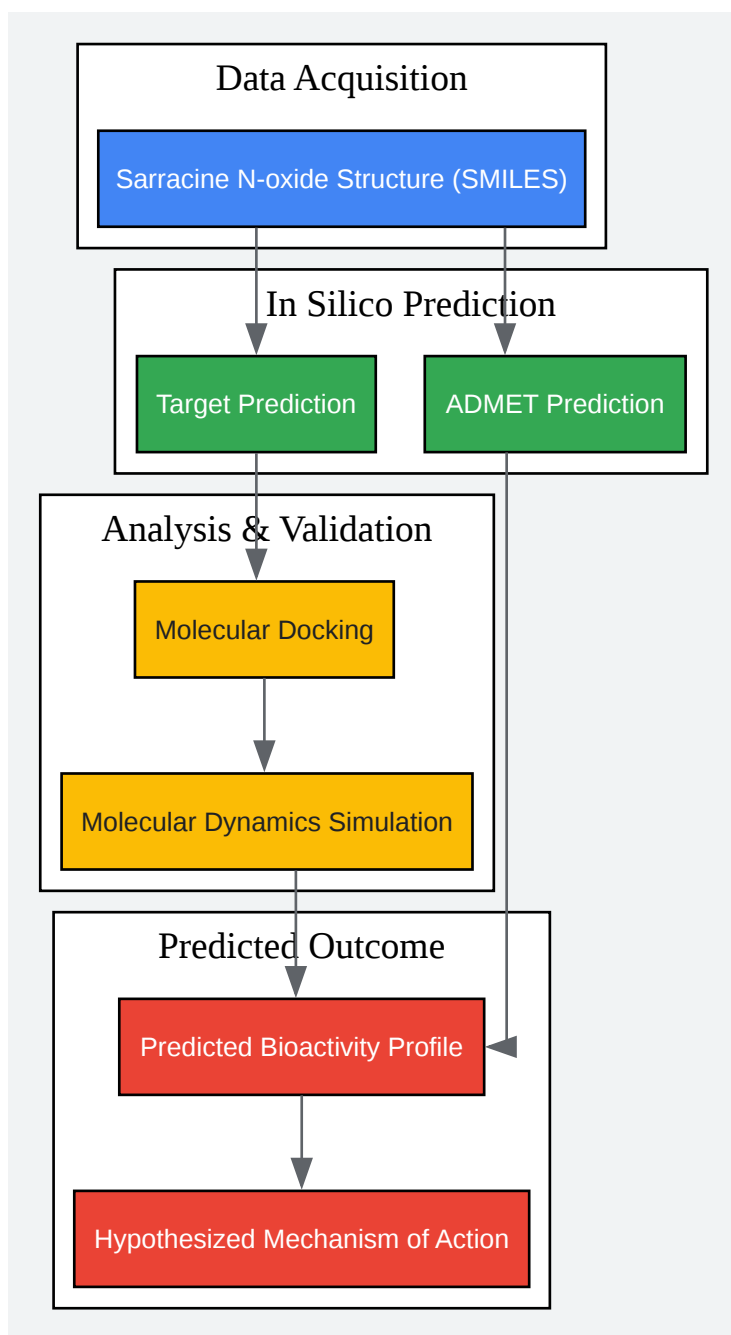 Data Acquisition
Sarracine N-oxide Structure (SMILES)
In Silico Prediction
Target Prediction
ADMET Prediction
Analysis & Validation
Molecular Docking
Molecular Dynamics Simulation
Predicted Outcome
Predicted Bioactivity Profile
Hypothesized Mechanism of Action